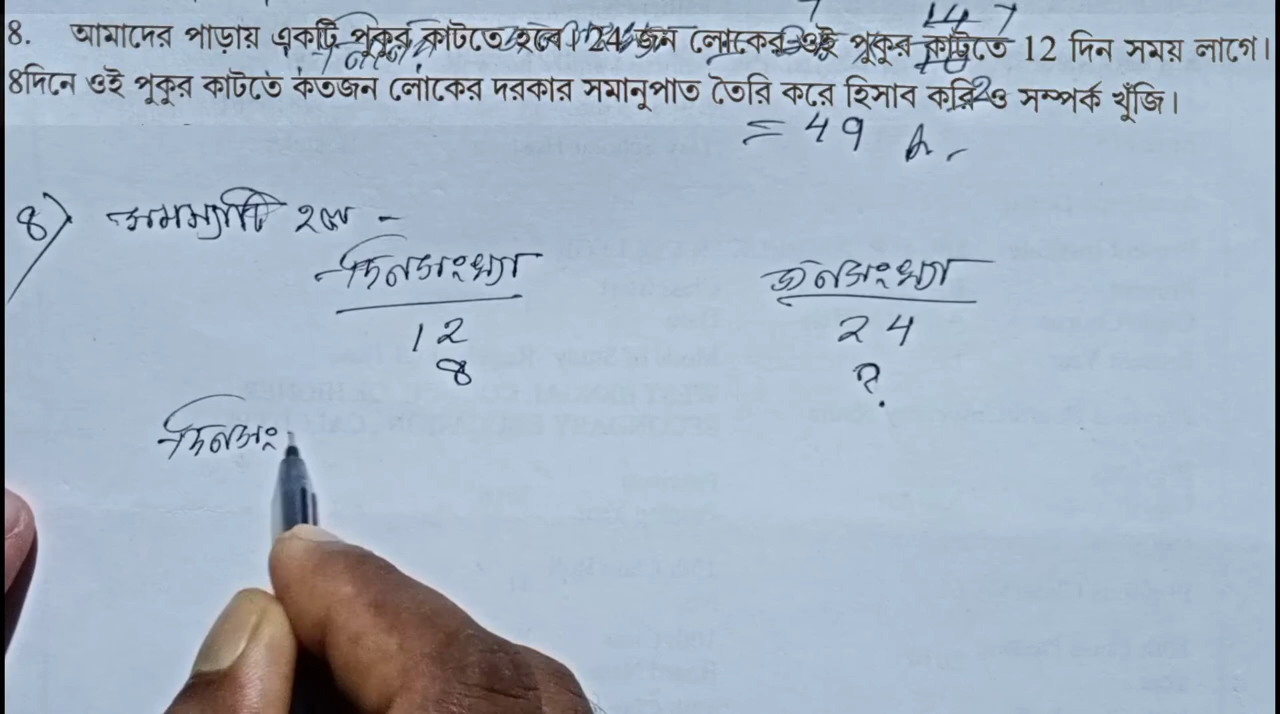 8. আমাদের পাড়ায় একটি পুকুর কাটতে হবে। 24 জন লোকের ওই পুকুর কাটতে 12 দিন সময় লাগে।
8দিনে ওই পুকুর কাটতে কতজন লোকের দরকার সমানুপাত তৈরি করে হিসাব করি ও সম্পর্ক খুঁজি।
= 49
8) সমস্যাটি হল -
দিনসংখ্যা জনসংখ্যা
12 24
8 ?
দিনসং